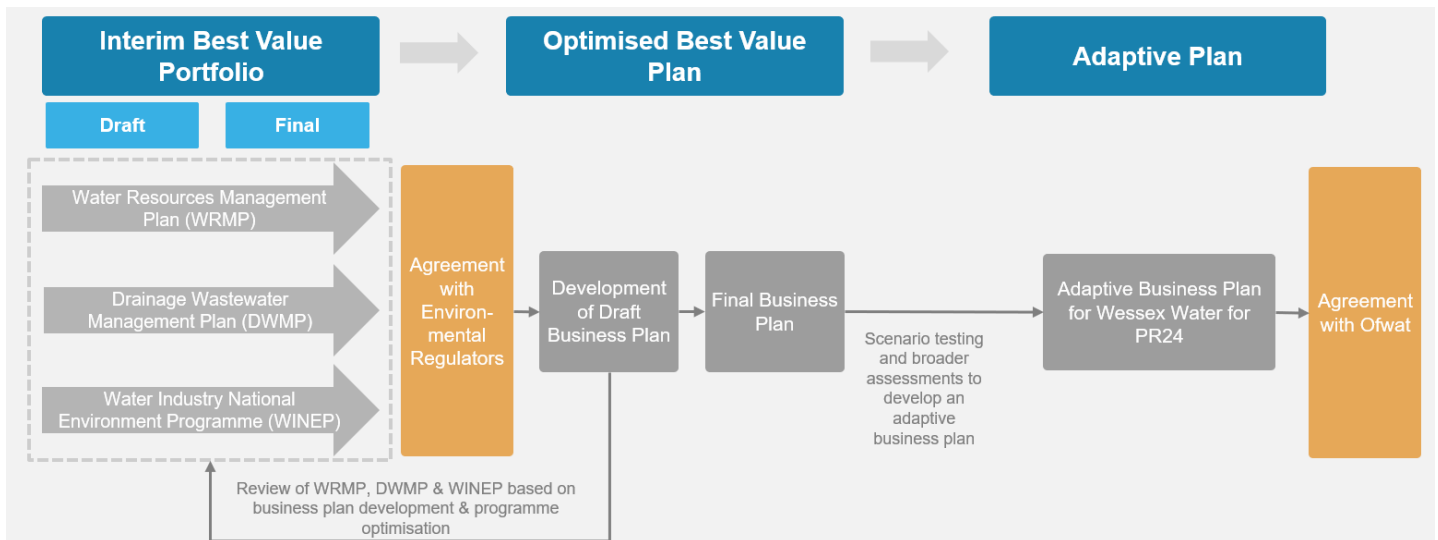 Interim Best Value
Portfolio
Optimised Best Value
Plan
Adaptive Plan
Draft
Final
Water Resources Management
Plan (WRMP)
Drainage Wastewater
Management Plan (DWMP)
Water Industry National
Environment Programme (WINEP)
Agreement
with
Environ-
mental
Regulators
Development
of Draft
Business Plan
Final Business
Plan
Scenario testing
and broader
assessments to
develop an
adaptive
business plan
Adaptive Business Plan
for Wessex Water for
PR24
Agreement
with Ofwat
Review of WRMP, DWMP & WINEP based on
business plan development & programme
optimisation